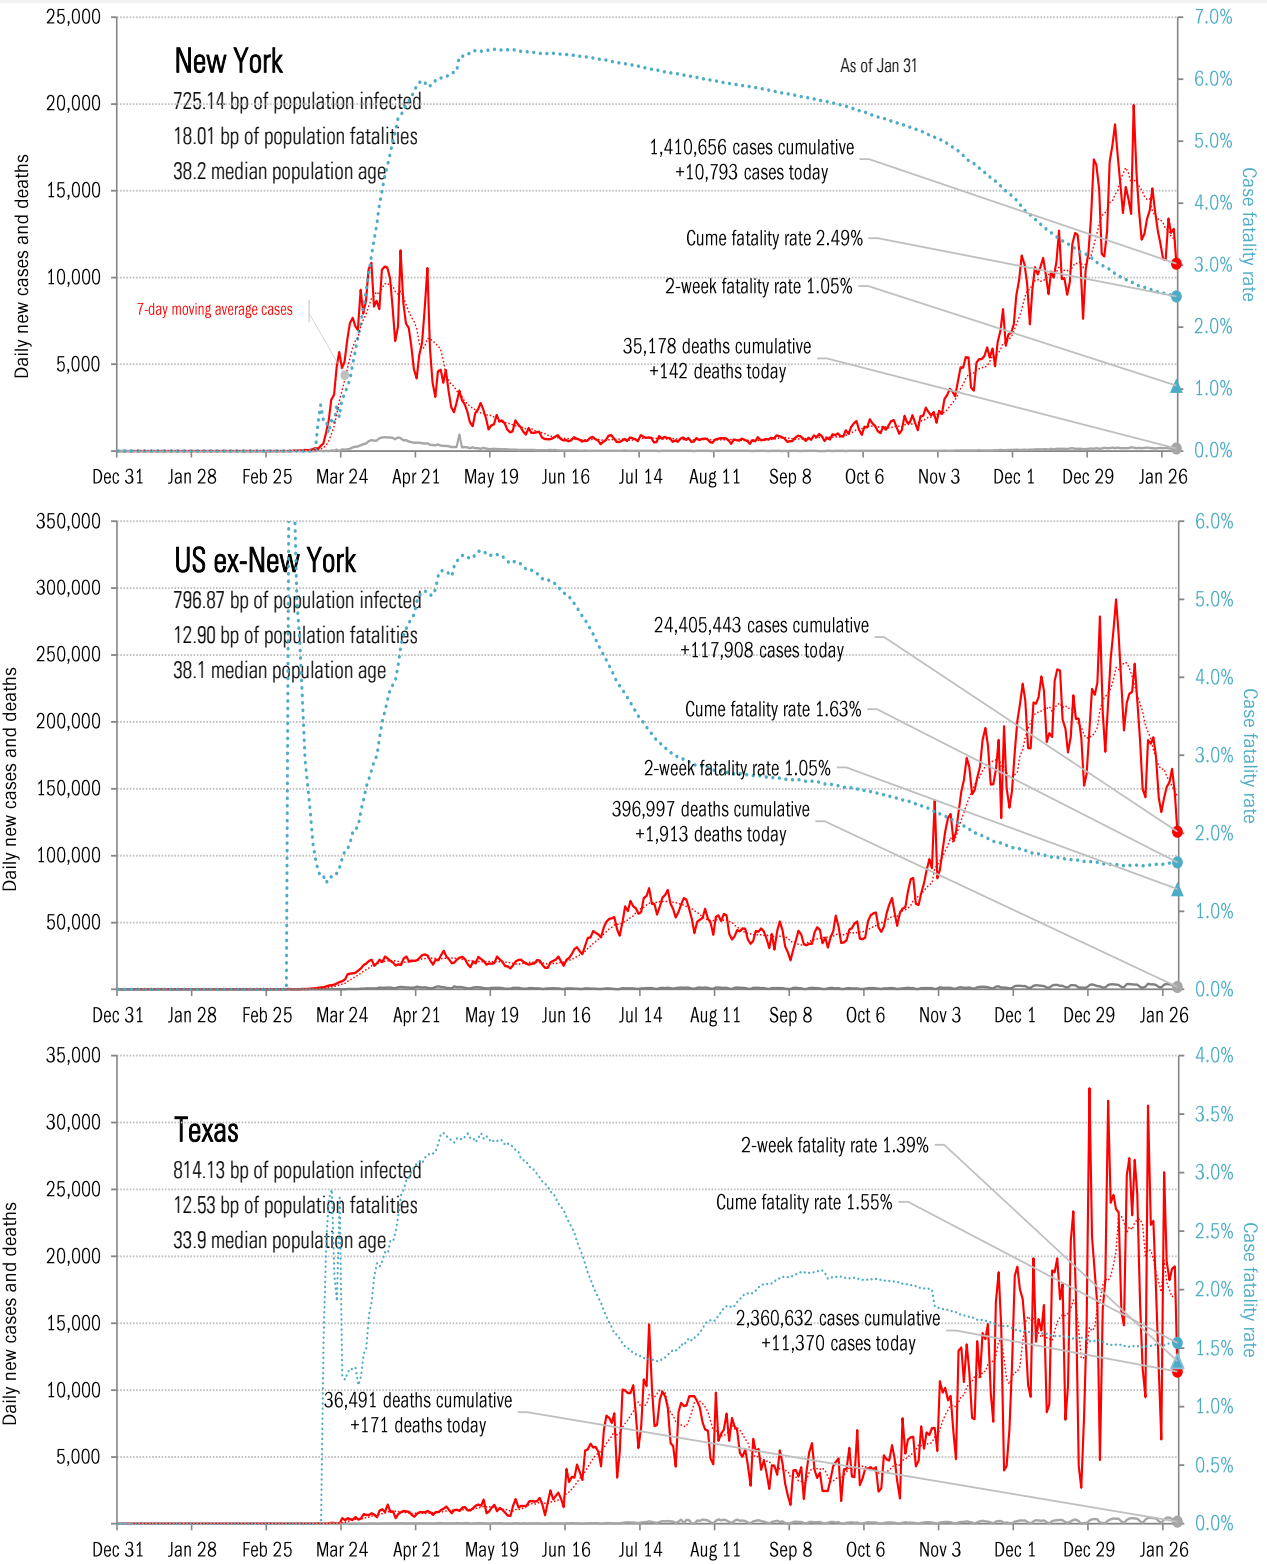 25,000
7.0%
New York
As of Jan 31
725.14 bp of population infected
18.01 bp of population fatalities
38.2 median population age
6.0%
20,000
1,410,656 cases cumulative
+10,793 cases today
5.0%
15,000
4.0%
Cume fatality rate 2.49%
10,000
3.0%
2-week fatality rate 1.05%
7-day moving average cases
2.0%
35,178 deaths cumulative
+142 deaths today
5,000
1.0%
0.0%
Daily new cases and deaths
Case fatality rate
Dec 31 Jan 28 Feb 25 Mar 24 Apr 21 May 19 Jun 16 Jul 14 Aug 11 Sep 8 Oct 6 Nov 3 Dec 1 Dec 29 Jan 26
350,000
6.0%
US ex-New York
796.87 bp of population infected
12.90 bp of population fatalities
38.1 median population age
300,000
5.0%
24,405,443 cases cumulative
+117,908 cases today
250,000
4.0%
Cume fatality rate 1.63%
200,000
3.0%
2-week fatality rate 1.05%
150,000
396,997 deaths cumulative
+1,913 deaths today
2.0%
100,000
1.0%
50,000
0.0%
Daily new cases and deaths
Case fatality rate
Dec 31 Jan 28 Feb 25 Mar 24 Apr 21 May 19 Jun 16 Jul 14 Aug 11 Sep 8 Oct 6 Nov 3 Dec 1 Dec 29 Jan 26
35,000
4.0%
30,000
3.5%
Texas
814.13 bp of population infected
12.53 bp of population fatalities
33.9 median population age
2-week fatality rate 1.39%
3.0%
25,000
Cume fatality rate 1.55%
2.5%
20,000
2.0%
15,000
2,360,632 cases cumulative
+11,370 cases today
1.5%
10,000
36,491 deaths cumulative
+171 deaths today
1.0%
5,000
0.5%
0.0%
Daily new cases and deaths
Case fatality rate
Dec 31 Jan 28 Feb 25 Mar 24 Apr 21 May 19 Jun 16 Jul 14 Aug 11 Sep 8 Oct 6 Nov 3 Dec 1 Dec 29 Jan 26